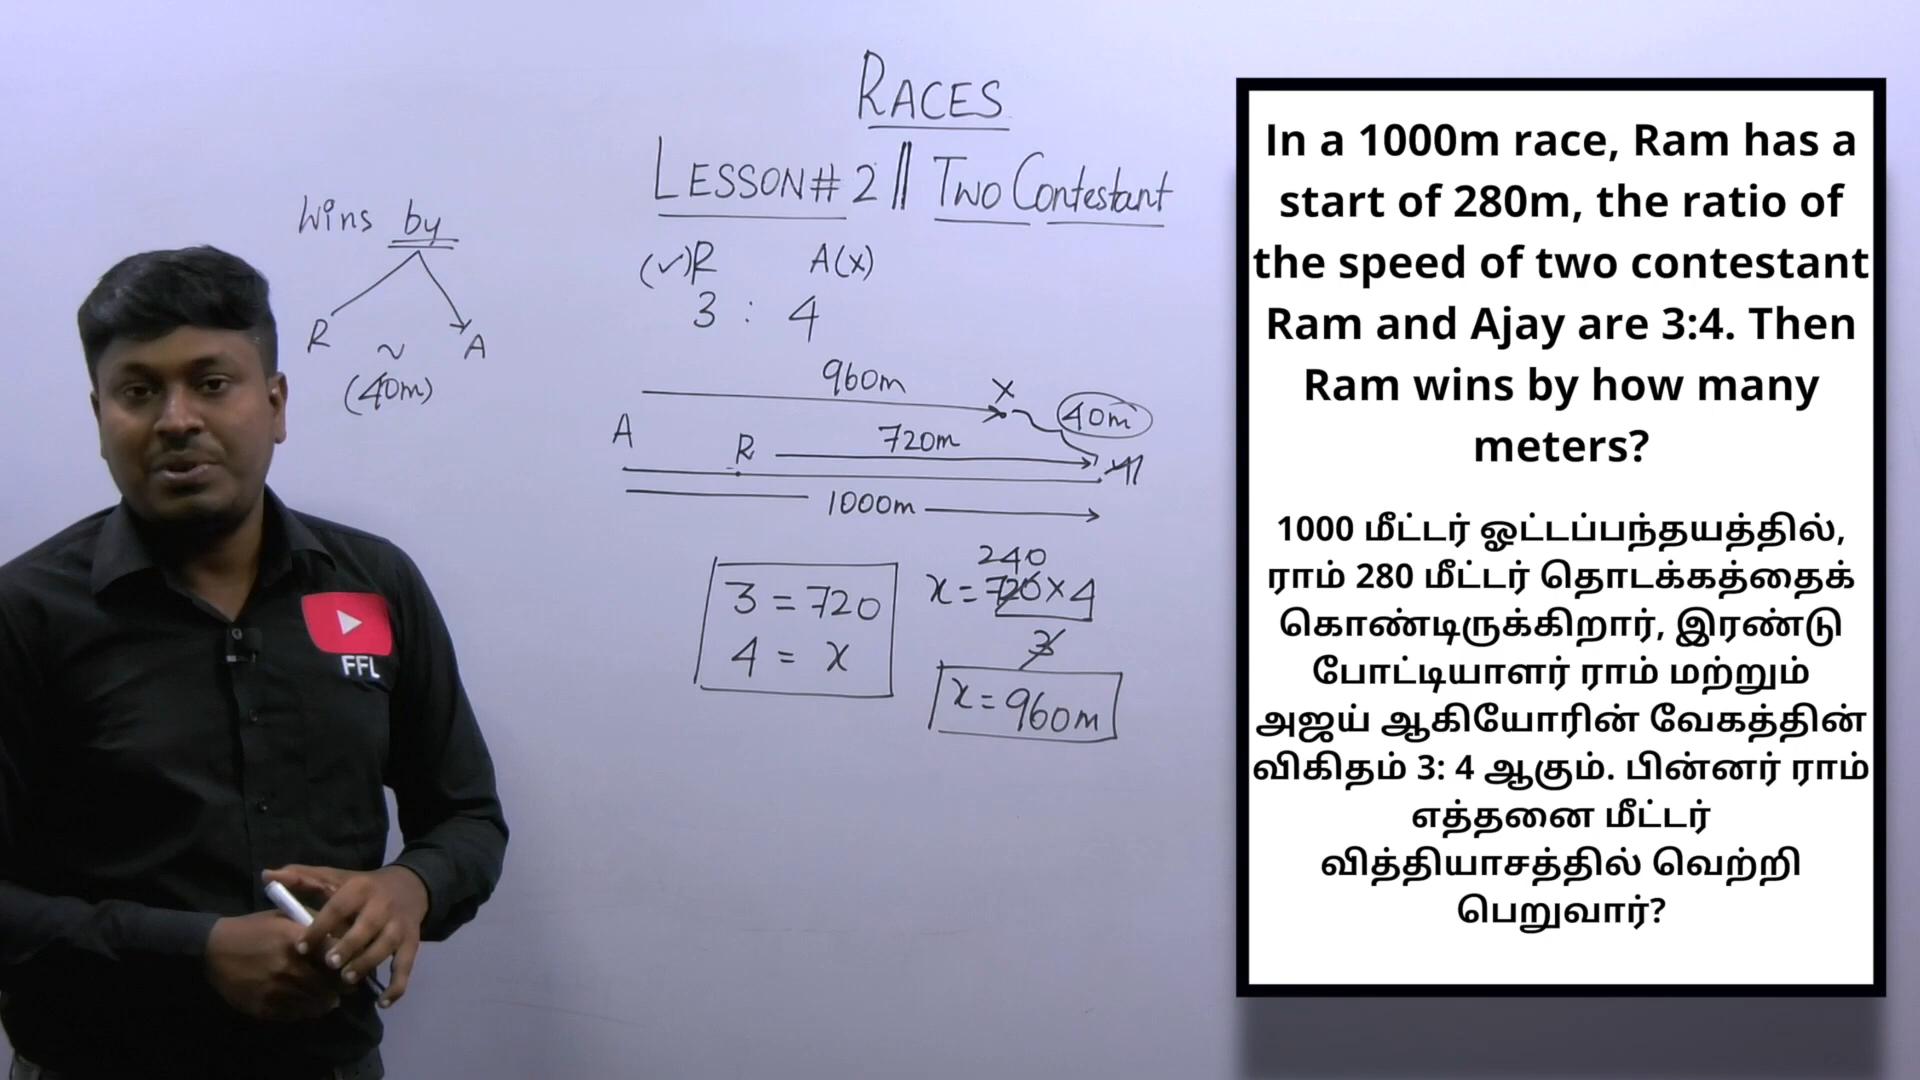 RACES
LESSON# 2 || Two Contestant
Wins by
R A
~
(40m)
(✓)R A(x)
3 : 4
960m x
40m
A R 720m
1000m
3 = 720
4 = x
240
x = 720 x 4
3
x = 960m
FFL
In a 1000m race, Ram has a
start of 280m, the ratio of
the speed of two contestant
Ram and Ajay are 3:4. Then
Ram wins by how many
meters?
1000 மீட்டர் ஓட்டப்பந்தயத்தில்,
ராம் 280 மீட்டர் தொடக்கத்தைக்
கொண்டிருக்கிறார், இரண்டு
போட்டியாளர் ராம் மற்றும்
அஜய் ஆகியோரின் வேகத்தின்
விகிதம் 3: 4 ஆகும். பின்னர் ராம்
எத்தனை மீட்டர்
வித்தியாசத்தில் வெற்றி
பெறுவார்?